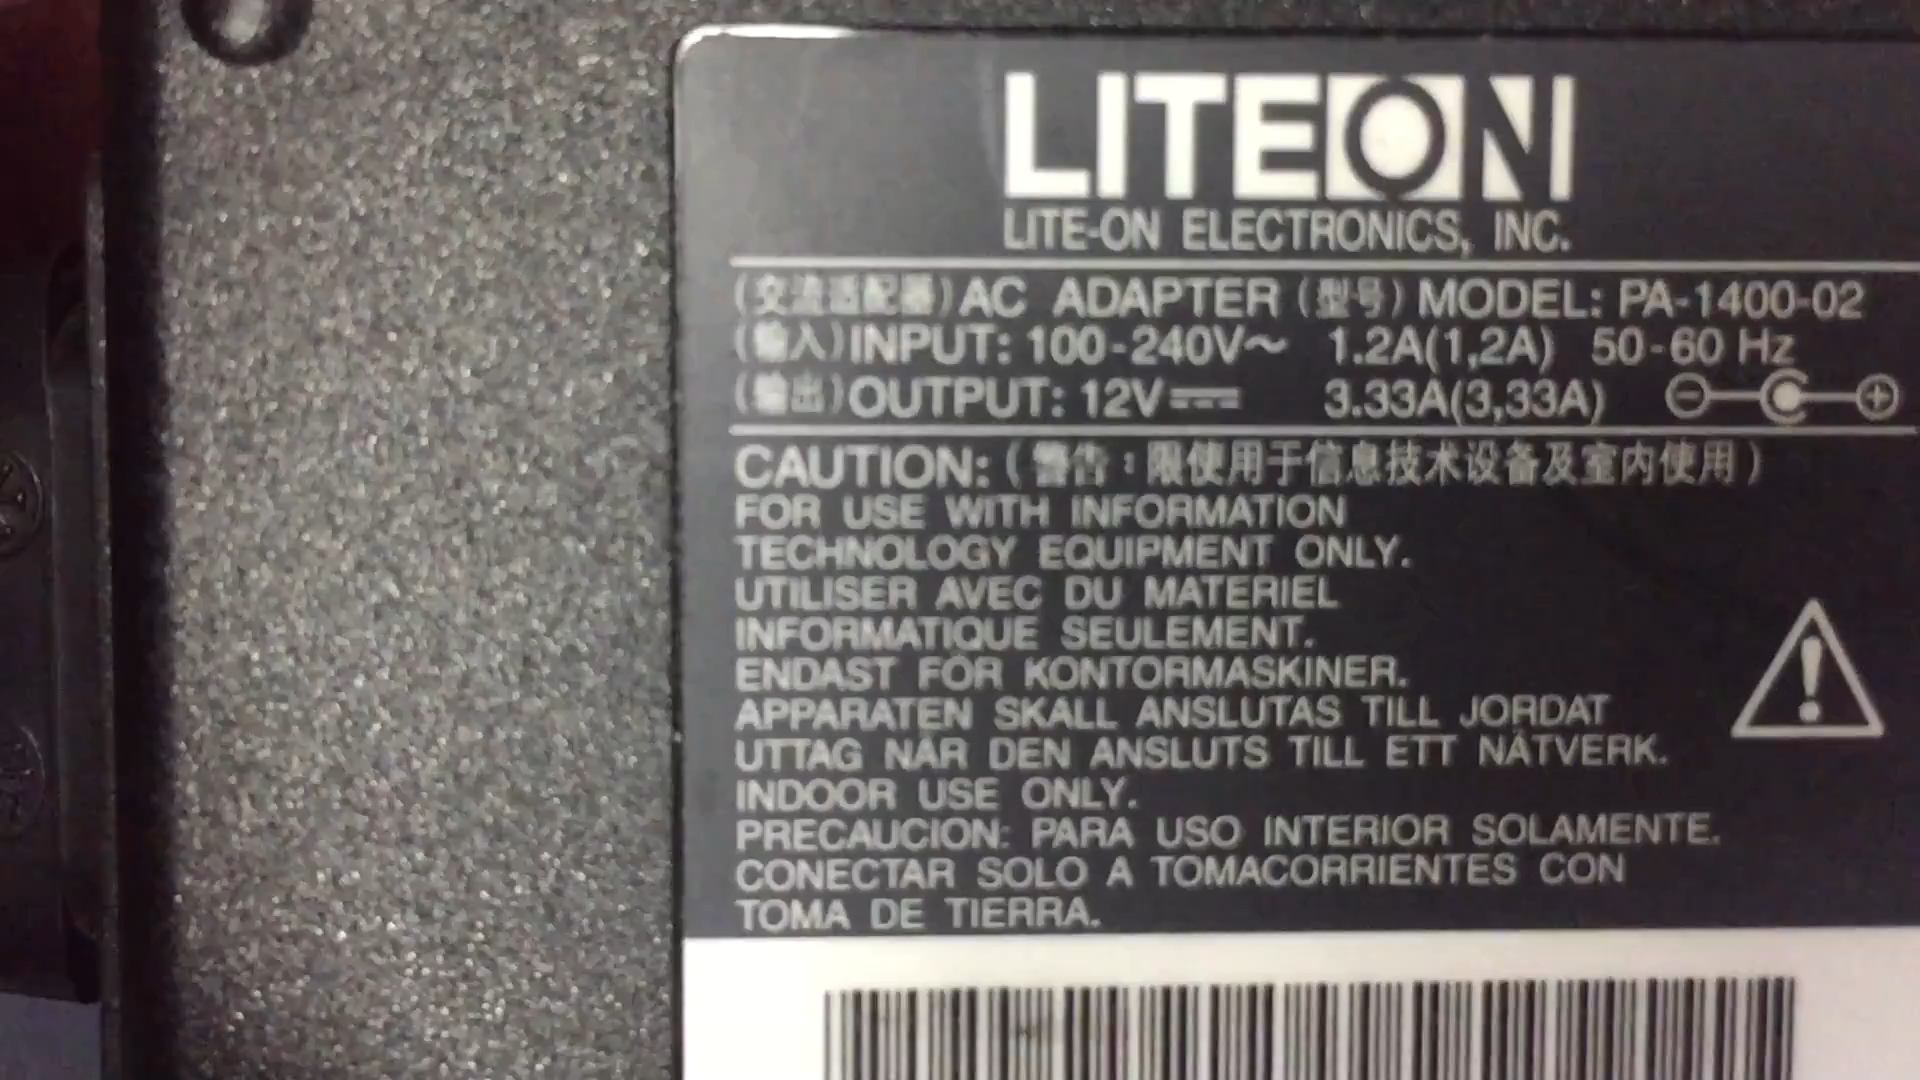 LITEON
LITE-ON ELECTRONICS, INC.
(交流适配器) AC ADAPTER (型号) MODEL: PA-1400-02
(输入) INPUT: 100-240V~ 1.2A(1,2A) 50-60 Hz
(输出) OUTPUT: 12V⎓ 3.33A(3,33A)
CAUTION: (警告：限使用于信息技术设备及室内使用)
FOR USE WITH INFORMATION
TECHNOLOGY EQUIPMENT ONLY.
UTILISER AVEC DU MATERIEL
INFORMATIQUE SEULEMENT.
ENDAST FÖR KONTORMASKINER.
APPARATEN SKALL ANSLUTAS TILL JORDAT
UTTAG NÄR DEN ANSLUTS TILL ETT NÄTVERK.
INDOOR USE ONLY.
PRECAUCION: PARA USO INTERIOR SOLAMENTE.
CONECTAR SOLO A TOMACORRIENTES CON
TOMA DE TIERRA.